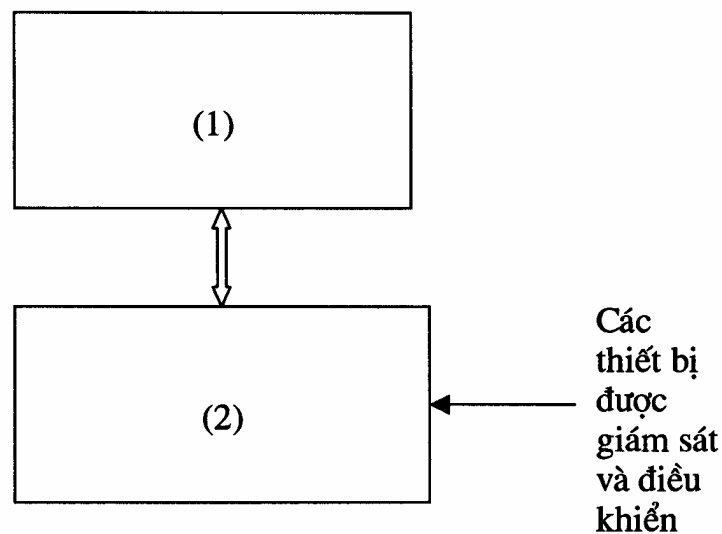 (1)
(2)
Các
thiết bị
được
giám sát
và điều
khiển